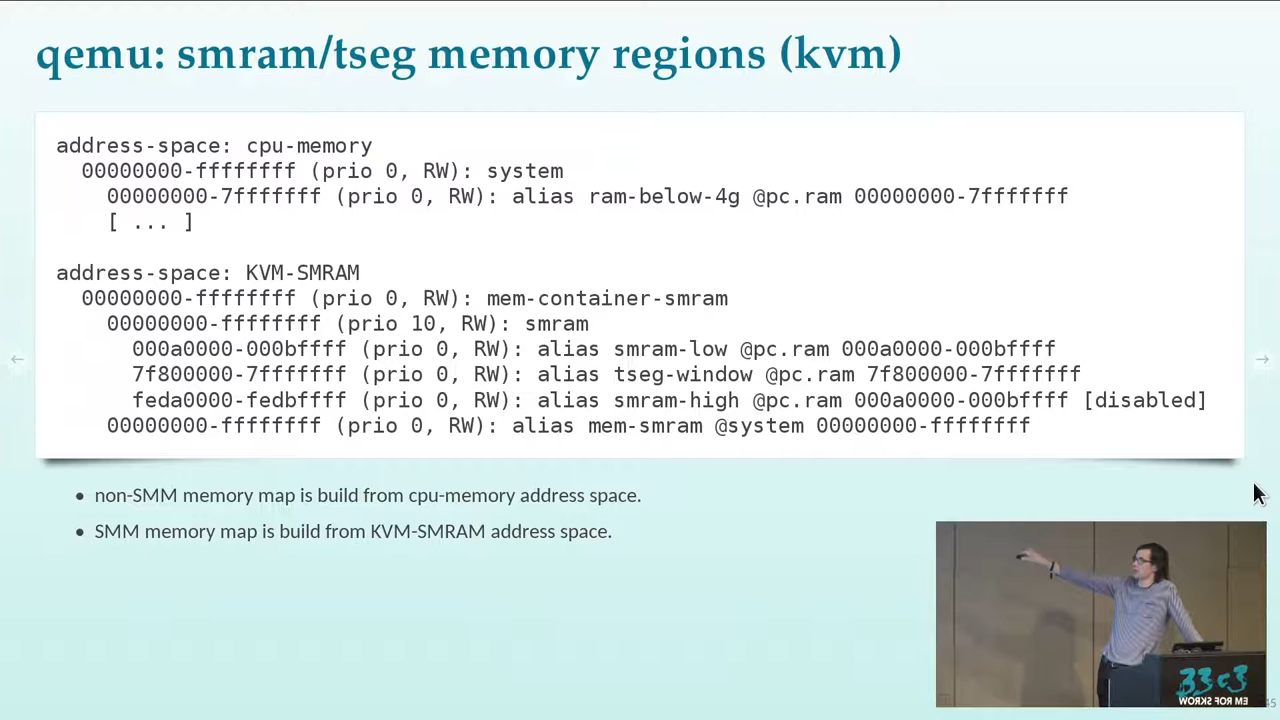 qemu: smram/tseg memory regions (kvm)
address-space: cpu-memory
00000000-ffffffff (prio 0, RW): system
00000000-7fffffff (prio 0, RW): alias ram-below-4g @pc.ram 00000000-7fffffff
[ ... ]
address-space: KVM-SMRAM
00000000-ffffffff (prio 0, RW): mem-container-smram
00000000-ffffffff (prio 10, RW): smram
000a0000-000bffff (prio 0, RW): alias smram-low @pc.ram 000a0000-000bffff
7f800000-7fffffff (prio 0, RW): alias tseg-window @pc.ram 7f800000-7fffffff
feda0000-fedbffff (prio 0, RW): alias smram-high @pc.ram 000a0000-000bffff [disabled]
00000000-ffffffff (prio 0, RW): alias mem-smram @system 00000000-ffffffff
← →
• non-SMM memory map is build from cpu-memory address space.
• SMM memory map is build from KVM-SMRAM address space.
33c3
WORKS FOR ME